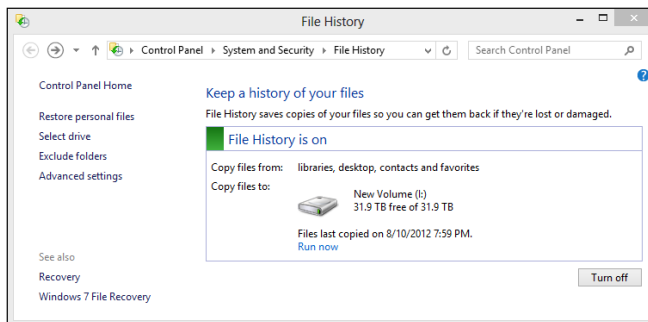 File History
Control Panel System and Security File History Search Control Panel
Control Panel Home
Restore personal files
Select drive
Exclude folders
Advanced settings
See also
Recovery
Windows 7 File Recovery
Keep a history of your files
File History saves copies of your files so you can get them back if they're lost or damaged.
File History is on
Copy files from: libraries, desktop, contacts and favorites
Copy files to:
New Volume (I:)
31.9 TB free of 31.9 TB
Files last copied on 8/10/2012 7:59 PM.
Run now
Turn off